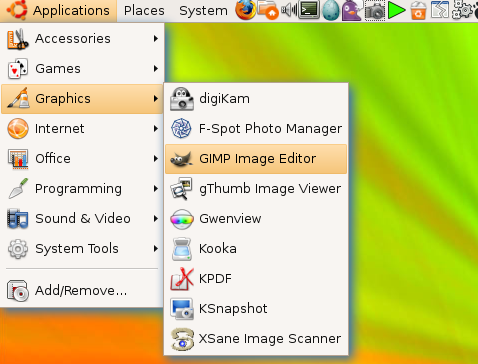 Applications Places System
Accessories
Games
Graphics
Internet
Office
Programming
Sound & Video
System Tools
Add/Remove...
digiKam
F-Spot Photo Manager
GIMP Image Editor
gThumb Image Viewer
Gwenview
Kooka
KPDF
KSnapshot
XSane Image Scanner